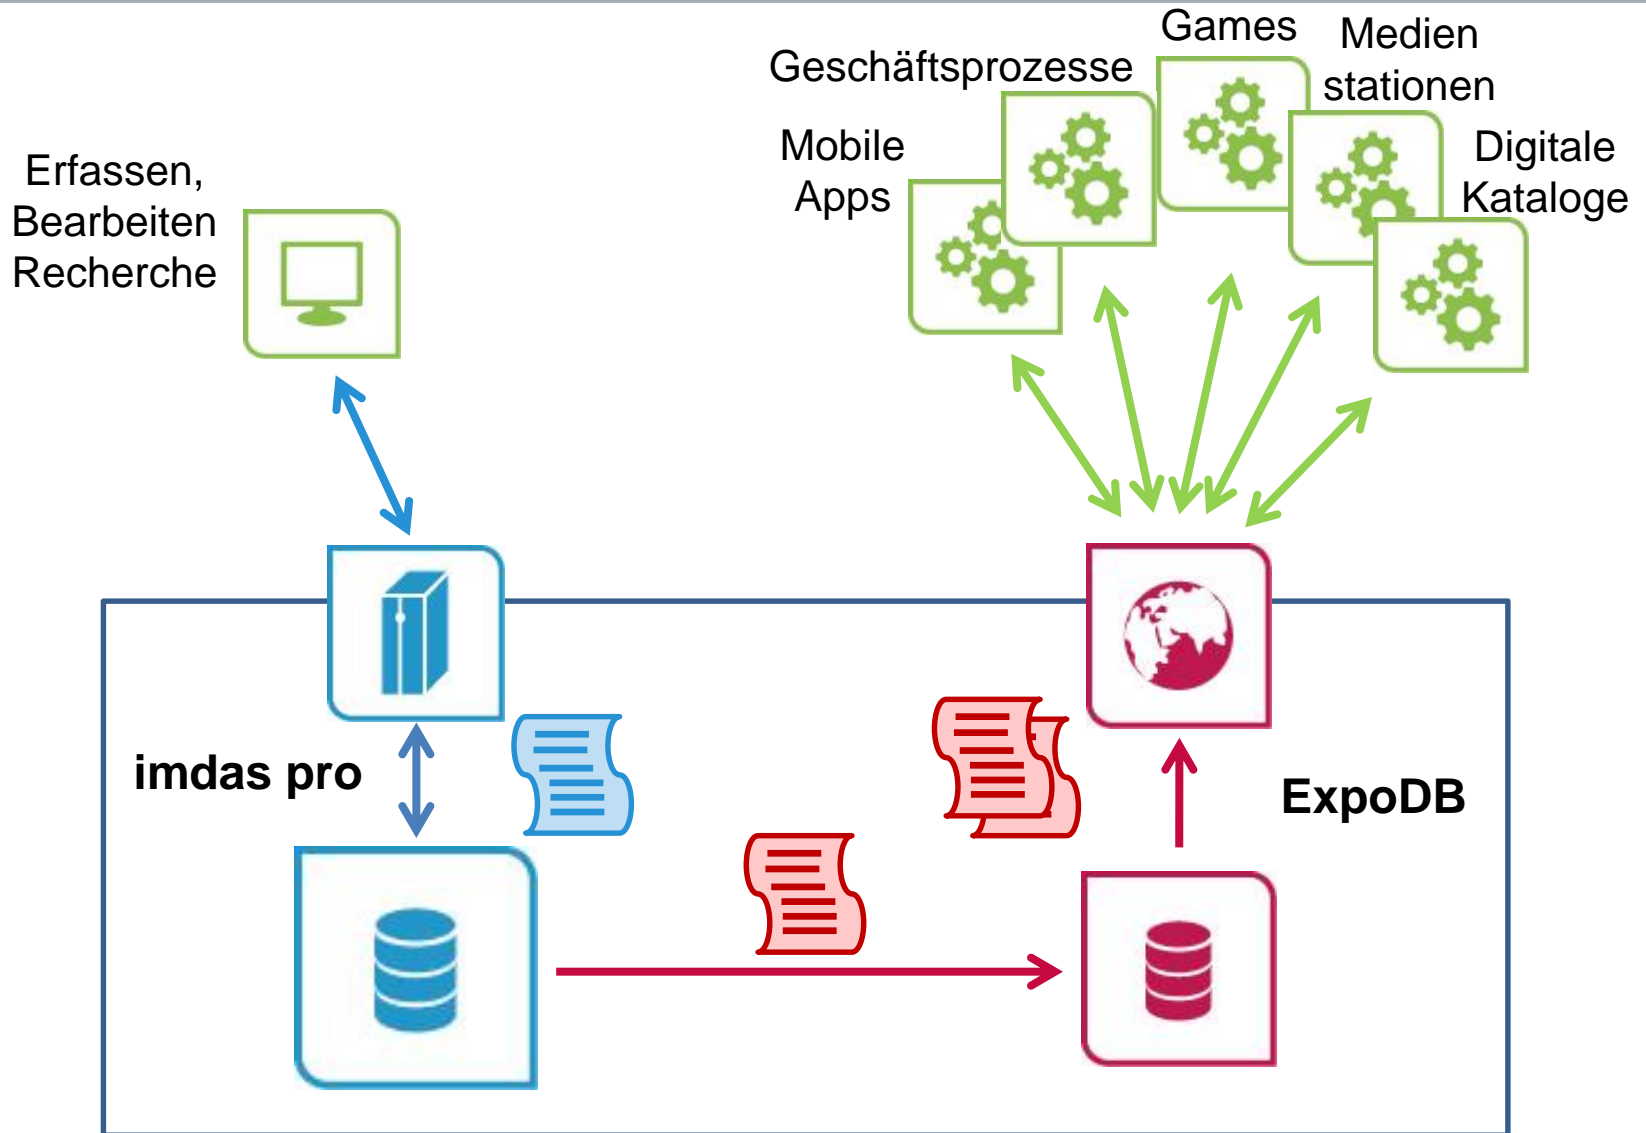 Games
Medien
stationen
Geschäftsprozesse
Mobile
Apps
Digitale
Kataloge
Erfassen,
Bearbeiten
Recherche
imdas pro
ExpoDB